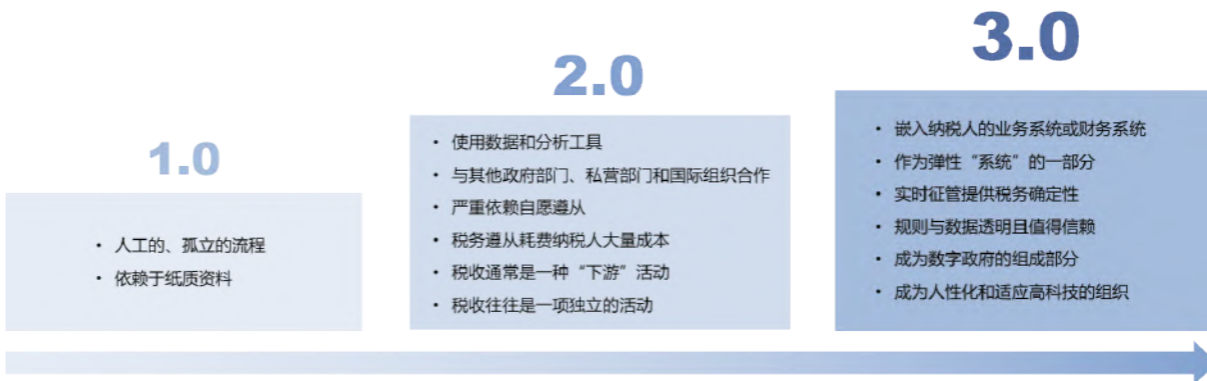 1.0
• 人工的、孤立的流程
• 依赖于纸质资料
2.0
• 使用数据和分析工具
• 与其他政府部门、私营部门和国际组织合作
• 严重依赖自愿遵从
• 税务遵从耗费纳税人大量成本
• 税收通常是一种“下游”活动
• 税收往往是一项独立的活动
3.0
• 嵌入纳税人的业务系统或财务系统
• 作为弹性“系统”的一部分
• 实时征管提供税务确定性
• 规则与数据透明且值得信赖
• 成为数字政府的组成部分
• 成为人性化和适应高科技的组织